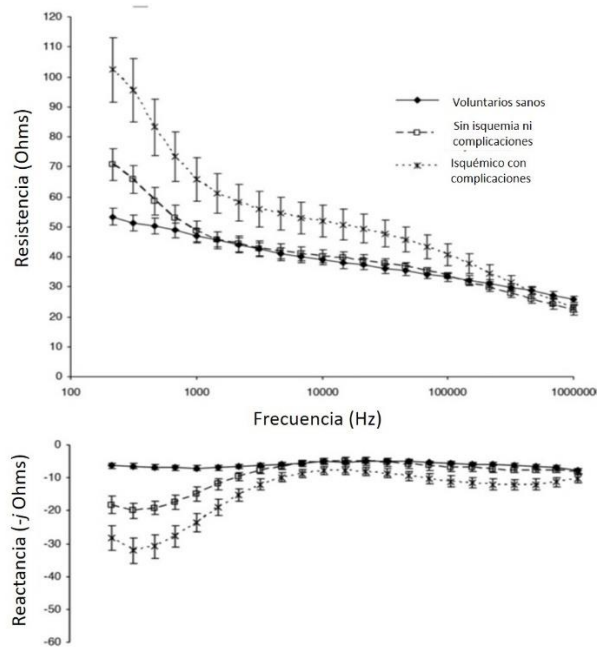 120
110
100
90
80
70
60
50
40
30
20
10
0
Resistencia (Ohms)
Voluntarios sanos
Sin isquemia ni
complicaciones
Isquémico con
complicaciones
100 1000 10000 100000 1000000
Frecuencia (Hz)
0
-10
-20
-30
-40
-50
-60
Reactancia (-j Ohms)